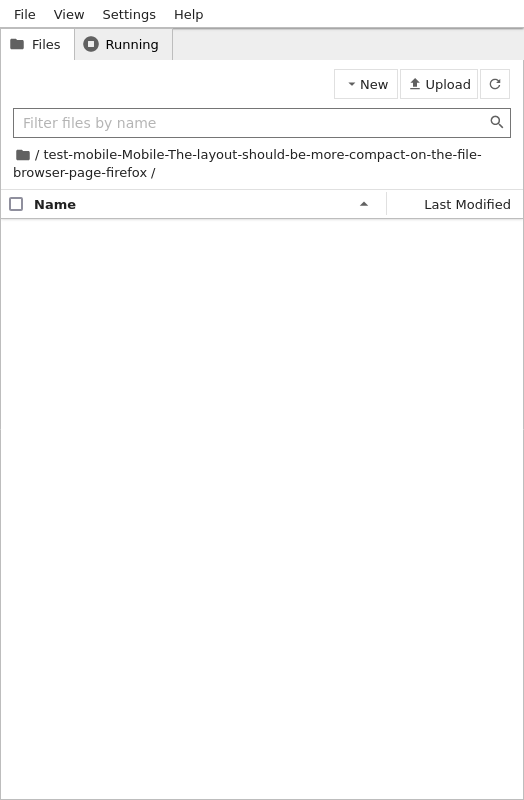 File View Settings Help
Files Running
New Upload
Filter files by name
/ test-mobile-Mobile-The-layout-should-be-more-compact-on-the-file-
browser-page-firefox /
Name Last Modified